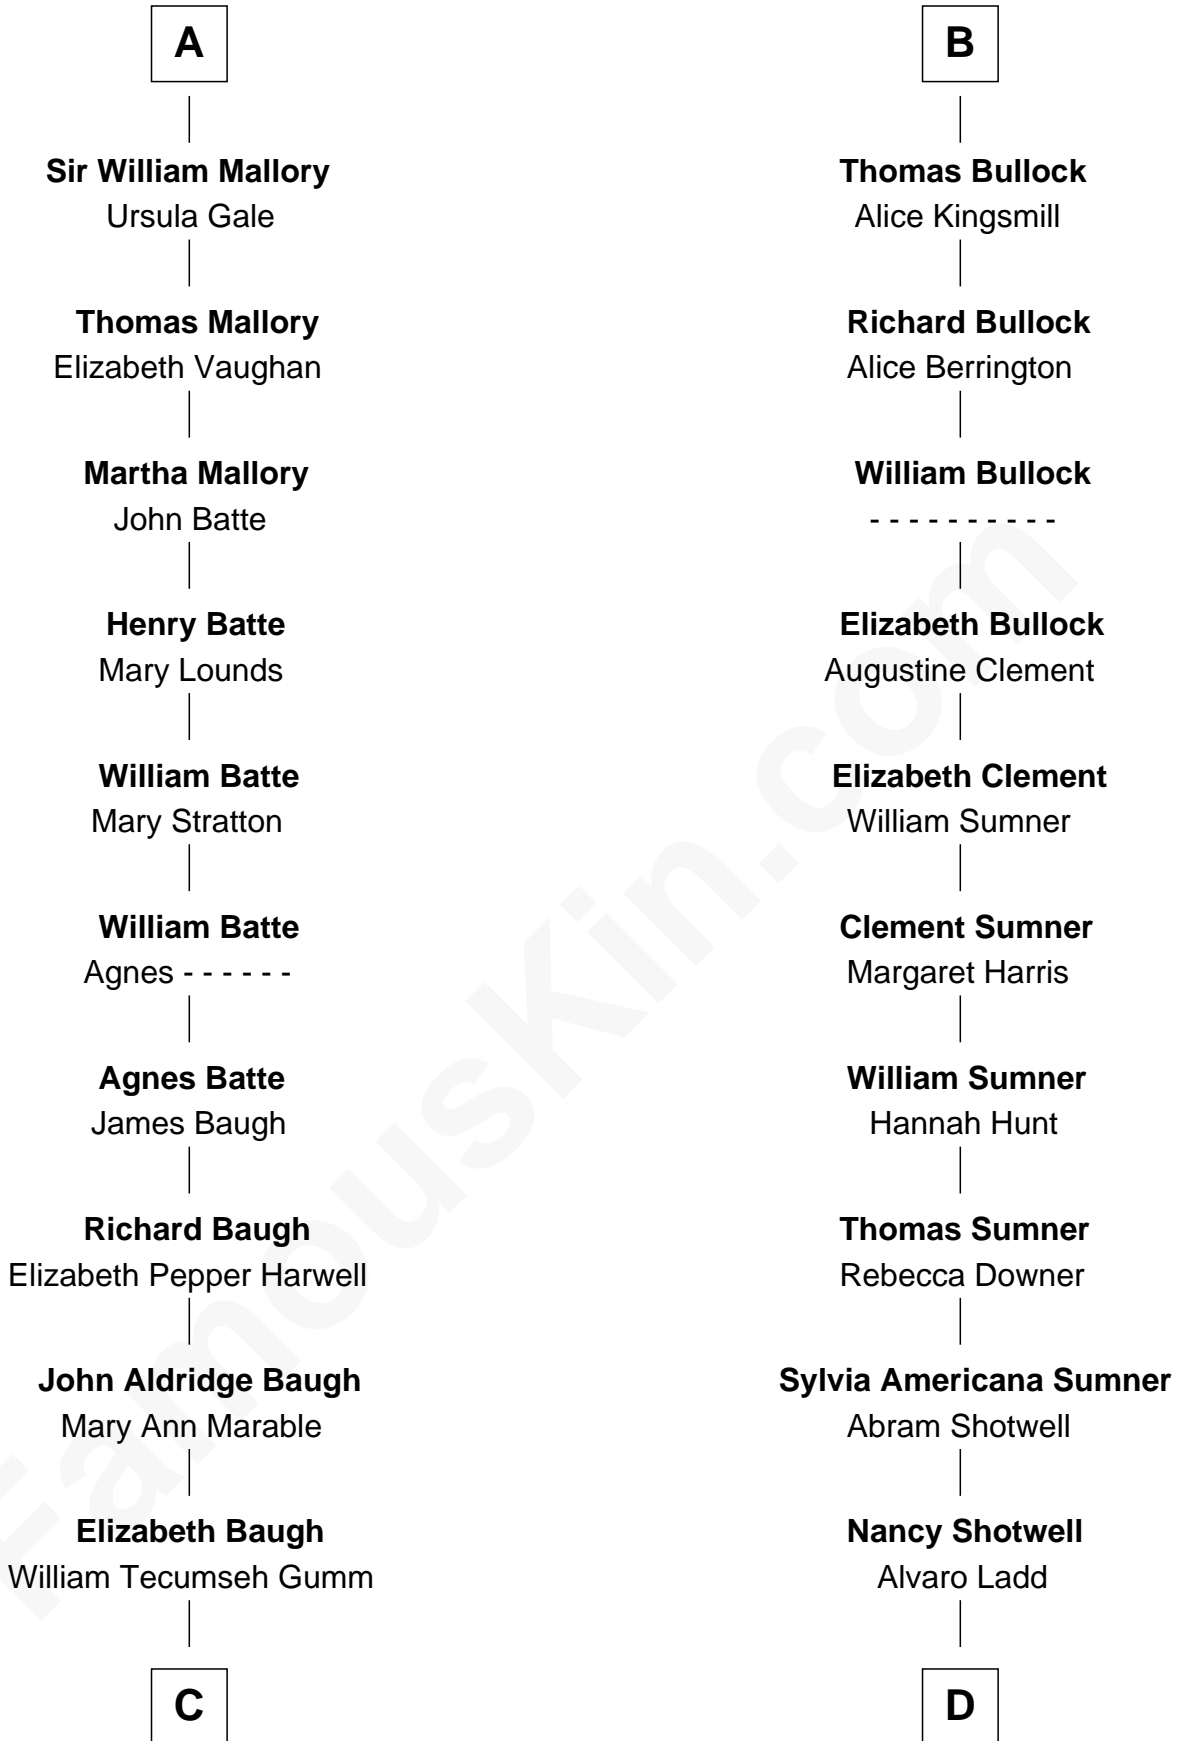 A
Sir William Mallory
Ursula Gale
Thomas Mallory
Elizabeth Vaughan
Martha Mallory
John Batte
Henry Batte
Mary Lounds
William Batte
Mary Stratton
William Batte
Agnes - - - - - -
Agnes Batte
James Baugh
Richard Baugh
Elizabeth Pepper Harwell
John Aldridge Baugh
Mary Ann Marable
Elizabeth Baugh
William Tecumseh Gumm
C
B
Thomas Bullock
Alice Kingsmill
Richard Bullock
Alice Berrington
William Bullock
- - - - - - - - - -
Elizabeth Bullock
Augustine Clement
Elizabeth Clement
William Sumner
Clement Sumner
Margaret Harris
William Sumner
Hannah Hunt
Thomas Sumner
Rebecca Downer
Sylvia Americana Sumner
Abram Shotwell
Nancy Shotwell
Alvaro Ladd
D
FamousKin.com